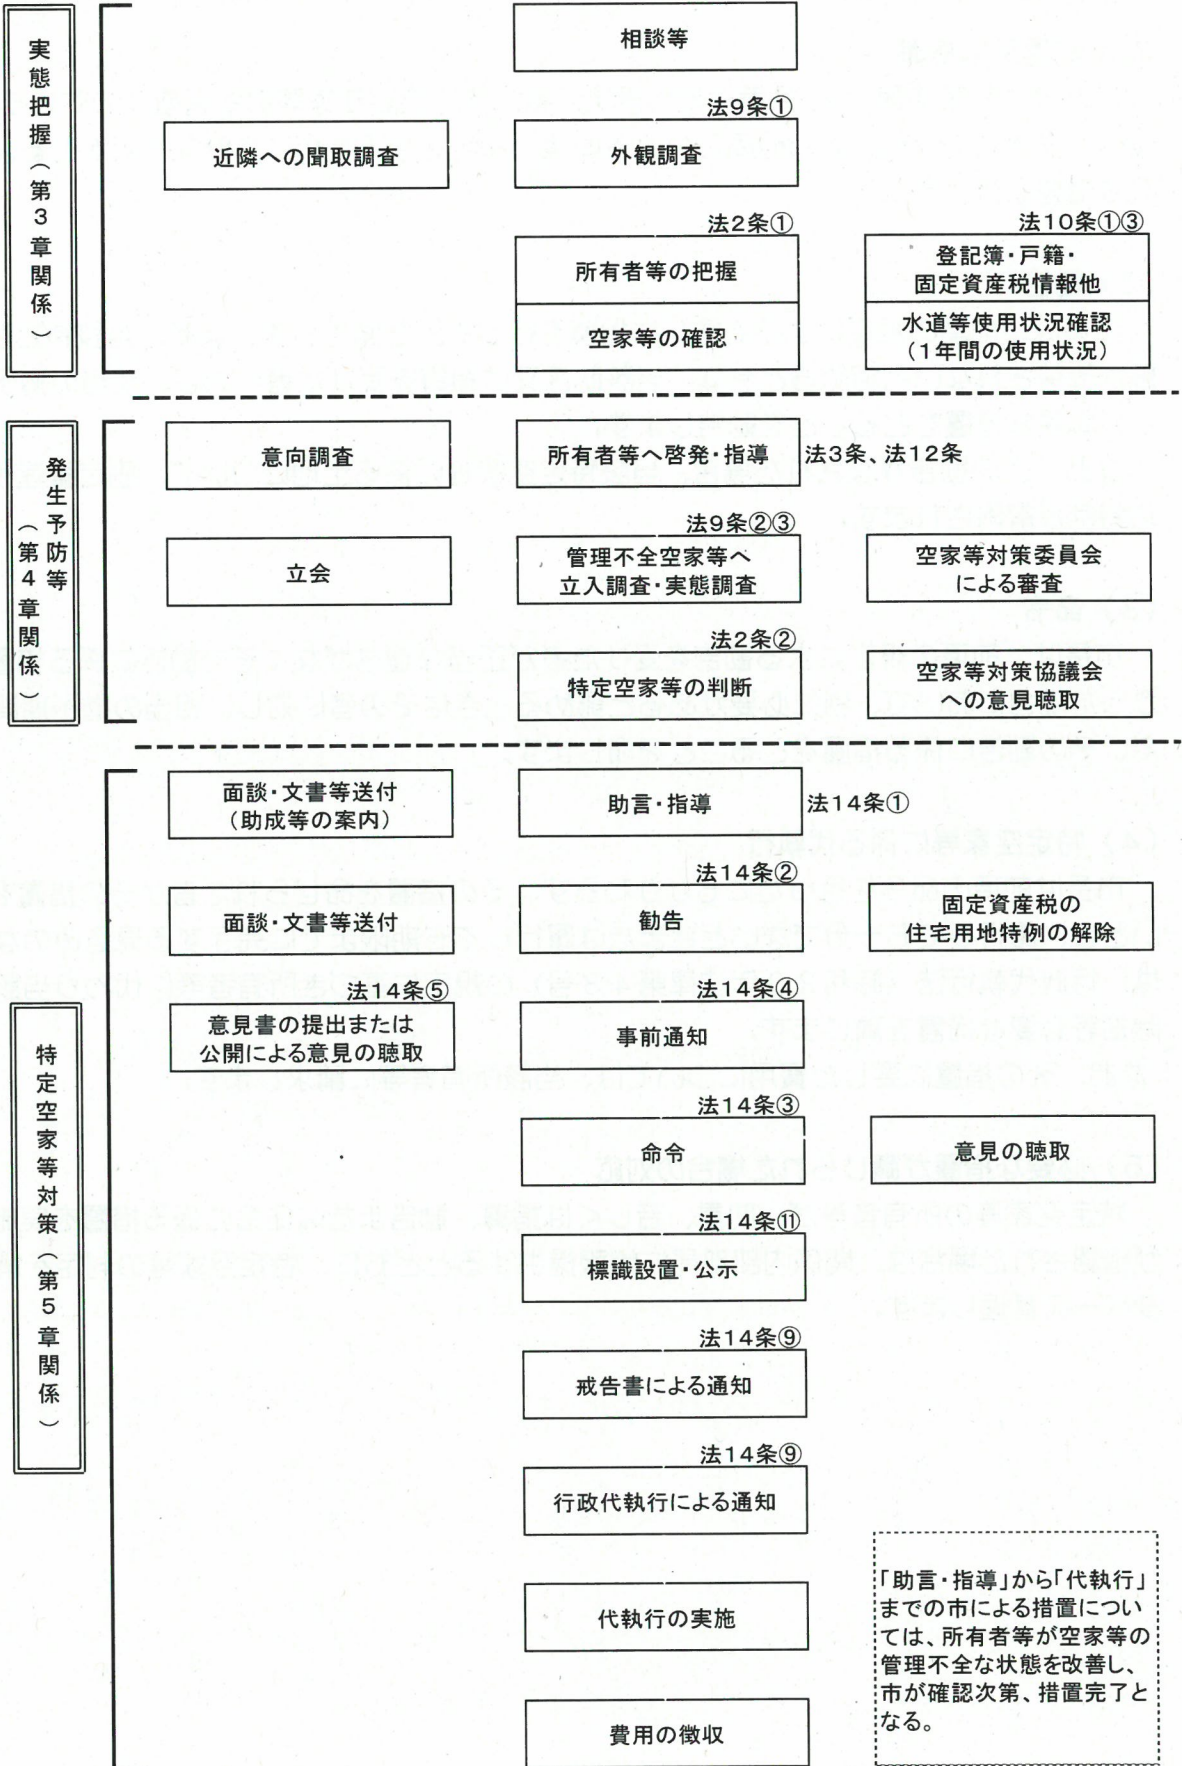 実態把握（第３章関係）
相談等
法9条①
近隣への聞取調査
外観調査
法2条①
法10条①③
所有者等の把握
登記簿・戸籍・
固定資産税情報他
空家等の確認
水道等使用状況確認
（1年間の使用状況）
発生予防等
（第４章関係）
意向調査
所有者等へ啓発・指導
法3条、法12条
法9条②③
立会
管理不全空家等へ
立入調査・実態調査
空家等対策委員会
による審査
法2条②
特定空家等の判断
空家等対策協議会
への意見聴取
特定空家等対策（第５章関係）
面談・文書等送付
（助成等の案内）
助言・指導
法14条①
法14条②
面談・文書等送付
勧告
固定資産税の
住宅用地特例の解除
法14条⑤
法14条④
意見書の提出または
公開による意見の聴取
事前通知
法14条③
命令
意見の聴取
法14条⑪
標識設置・公示
法14条⑨
戒告書による通知
法14条⑨
行政代執行による通知
代執行の実施
費用の徴収
「助言・指導」から「代執行」
までの市による措置につい
ては、所有者等が空家等の
管理不全な状態を改善し、
市が確認次第、措置完了と
なる。